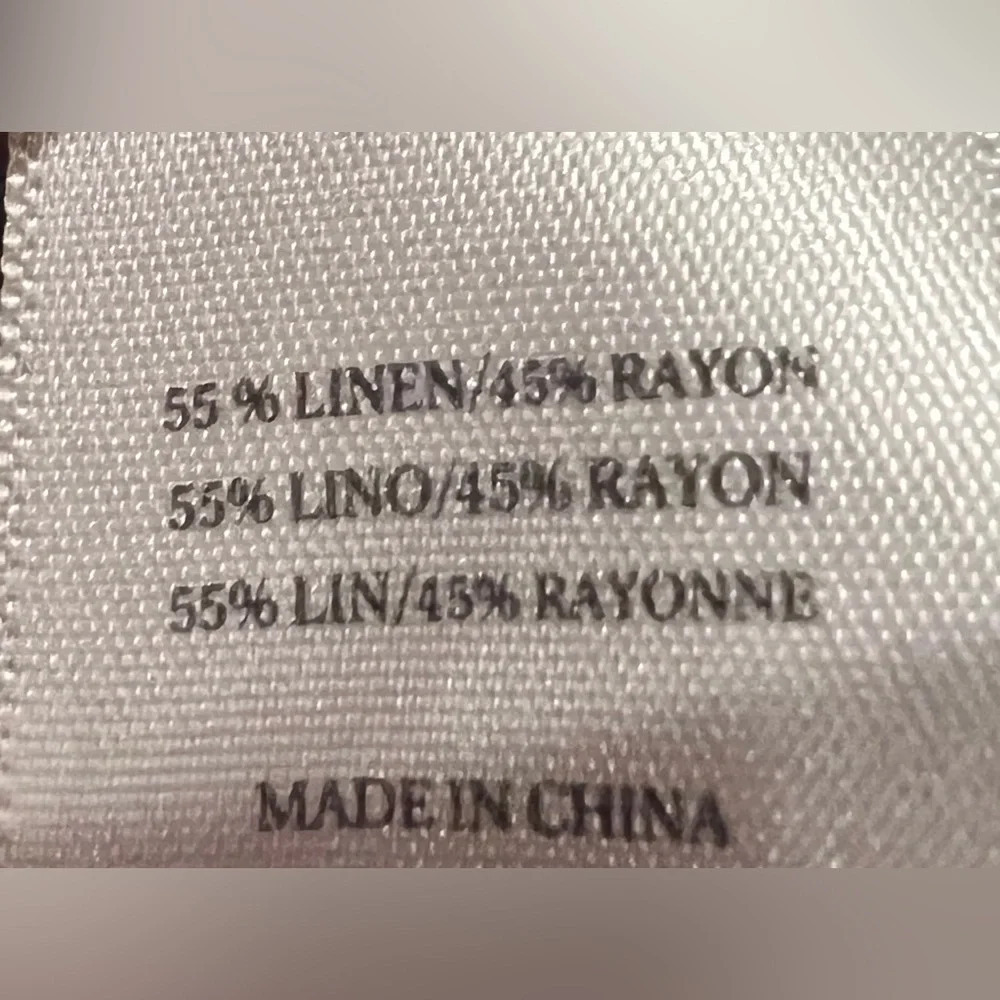 55 % LINEN/45% RAYON
55% LINO/45% RAYON
55% LIN/45% RAYONNE
MADE IN CHINA